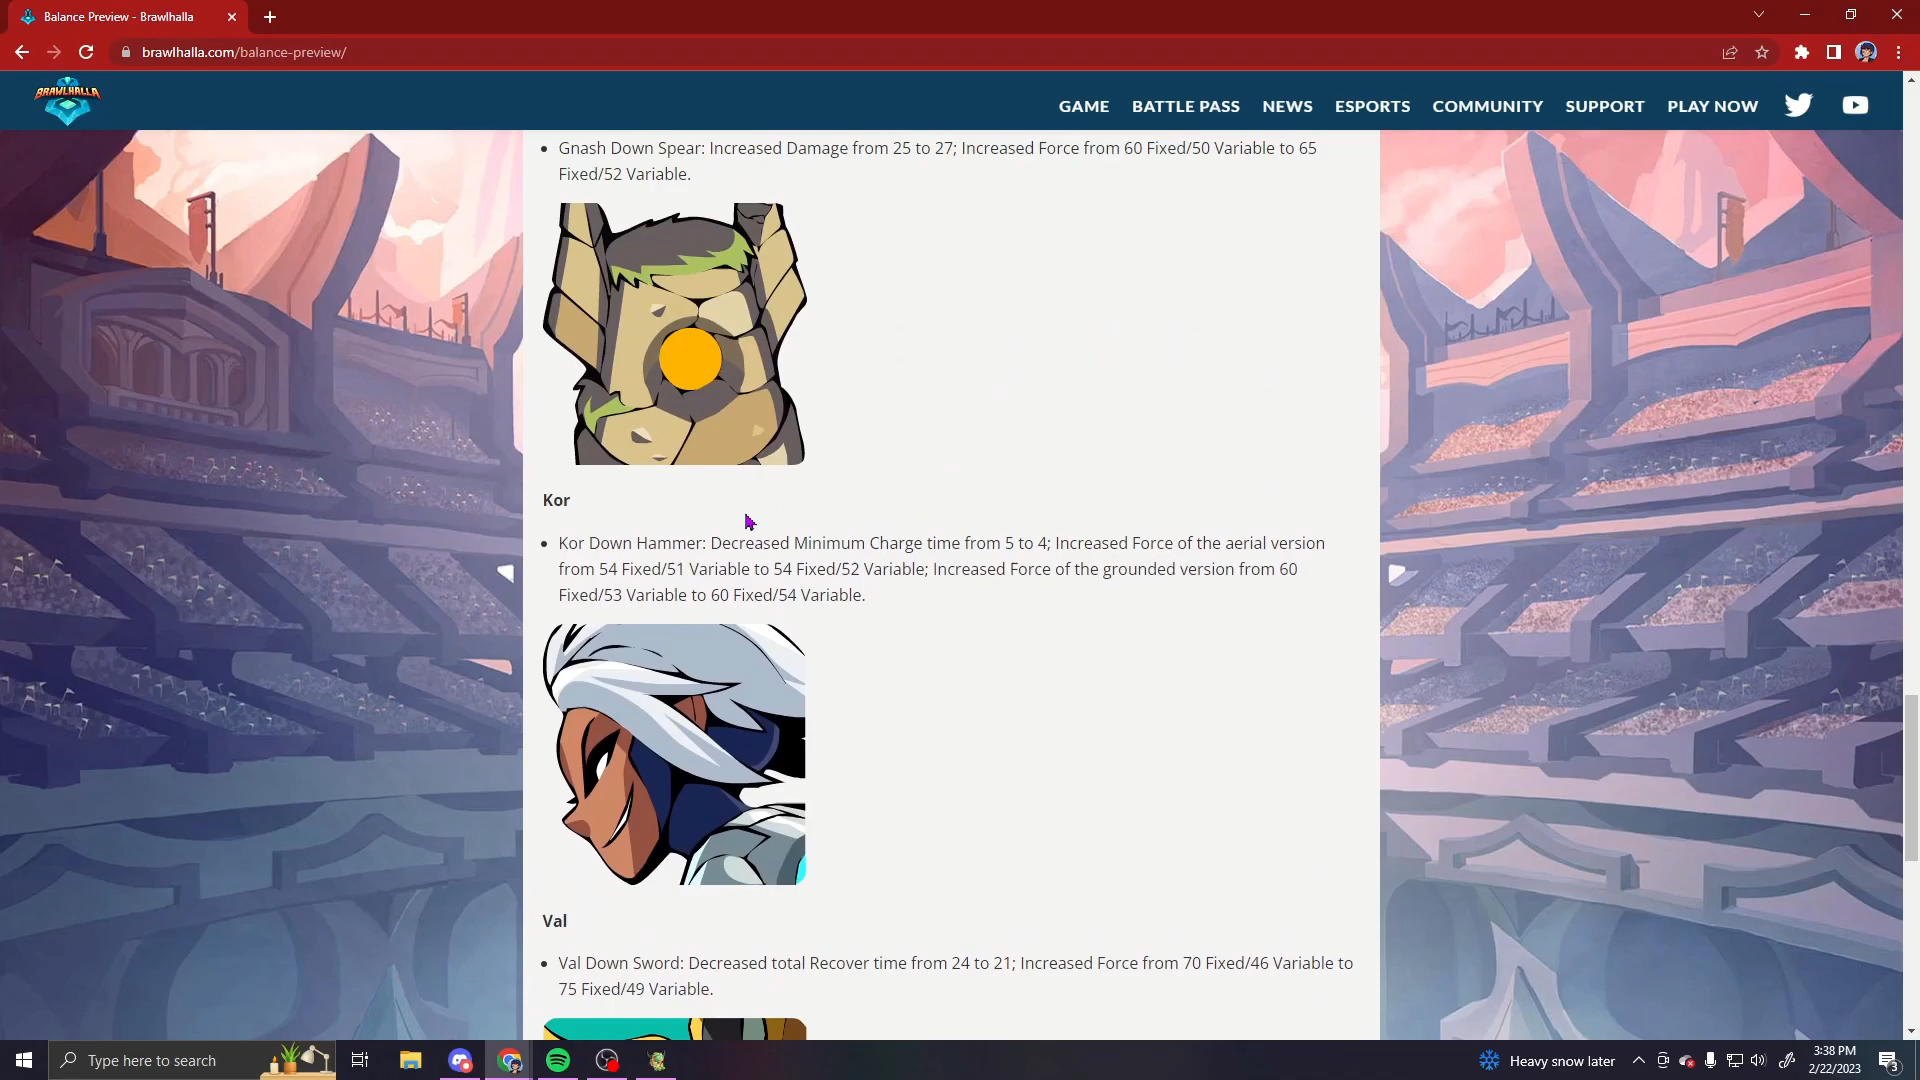 Balance Preview - Brawlhalla
brawlhalla.com/balance-preview/
BRAWLHALLA
GAME BATTLE PASS NEWS ESPORTS COMMUNITY SUPPORT PLAY NOW
Gnash Down Spear: Increased Damage from 25 to 27; Increased Force from 60 Fixed/50 Variable to 65
Fixed/52 Variable.
Kor
Kor Down Hammer: Decreased Minimum Charge time from 5 to 4; Increased Force of the aerial version
from 54 Fixed/51 Variable to 54 Fixed/52 Variable; Increased Force of the grounded version from 60
Fixed/53 Variable to 60 Fixed/54 Variable.
Val
Val Down Sword: Decreased total Recover time from 24 to 21; Increased Force from 70 Fixed/46 Variable to
75 Fixed/49 Variable.
Type here to search
Heavy snow later
3:38 PM
2/22/2023
3